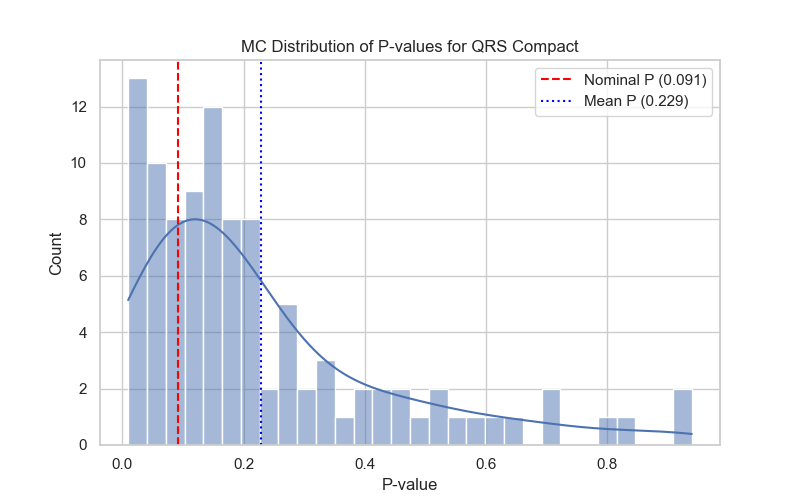 MC Distribution of P-values for QRS Compact
Nominal P (0.091)
Mean P (0.229)
Count
12
10
8
6
4
2
0
0.0 0.2 0.4 0.6 0.8
P-value